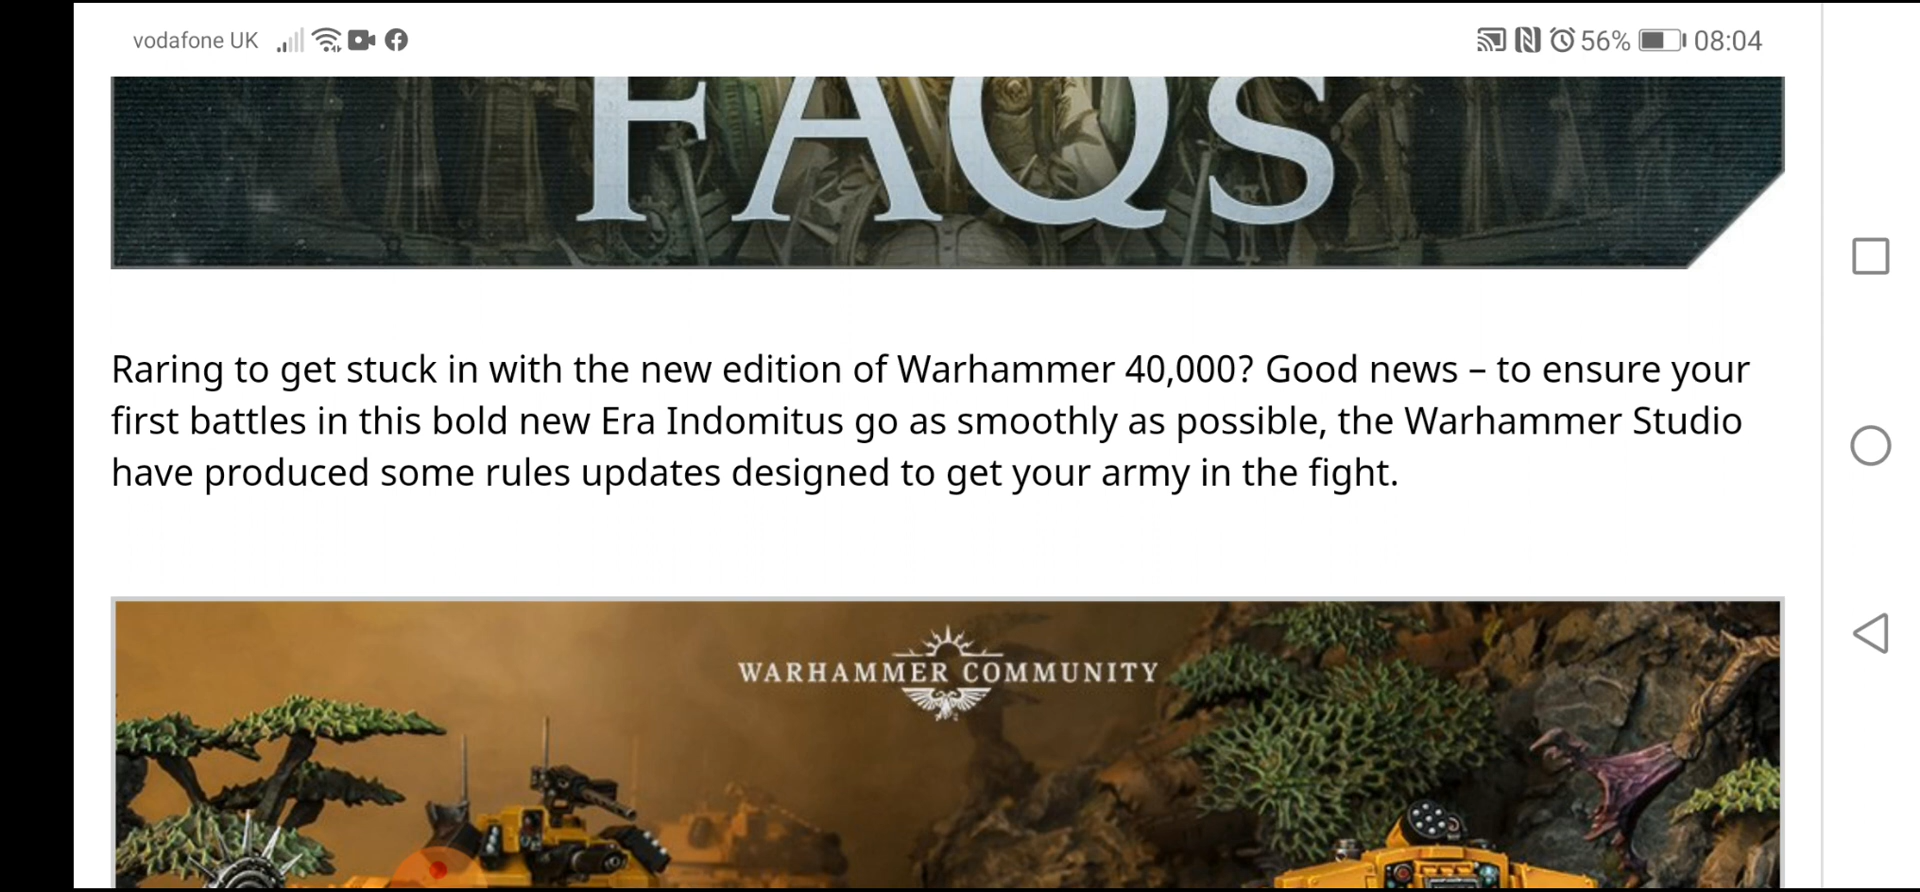 vodafone UK
56%
08:04
FAQs
Raring to get stuck in with the new edition of Warhammer 40,000? Good news – to ensure your
first battles in this bold new Era Indomitus go as smoothly as possible, the Warhammer Studio
have produced some rules updates designed to get your army in the fight.
WARHAMMER COMMUNITY